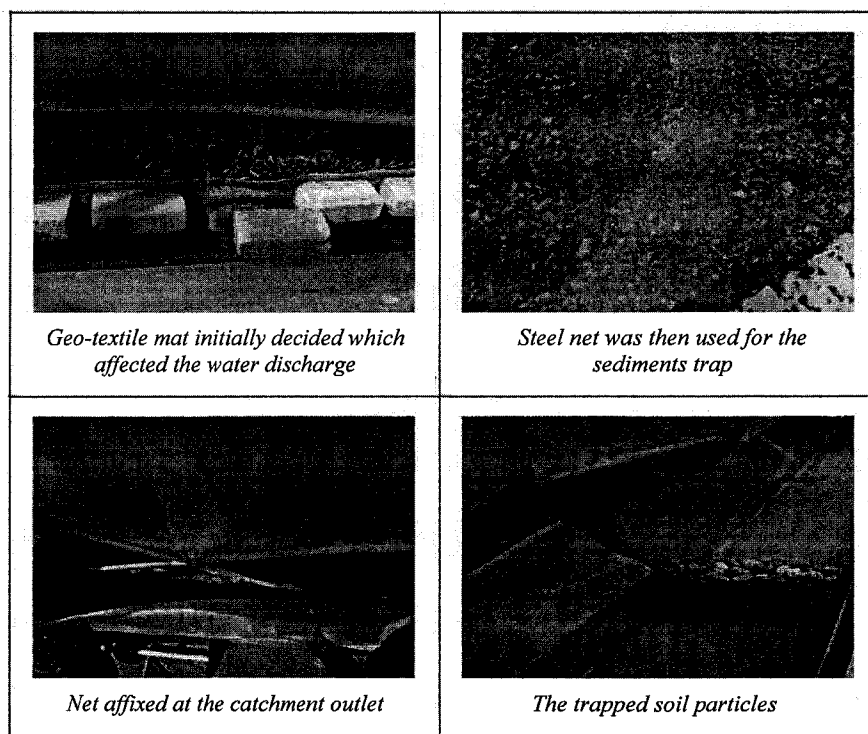 Geo-textile mat initially decided which
affected the water discharge
Steel net was then used for the
sediments trap
Net affixed at the catchment outlet
The trapped soil particles